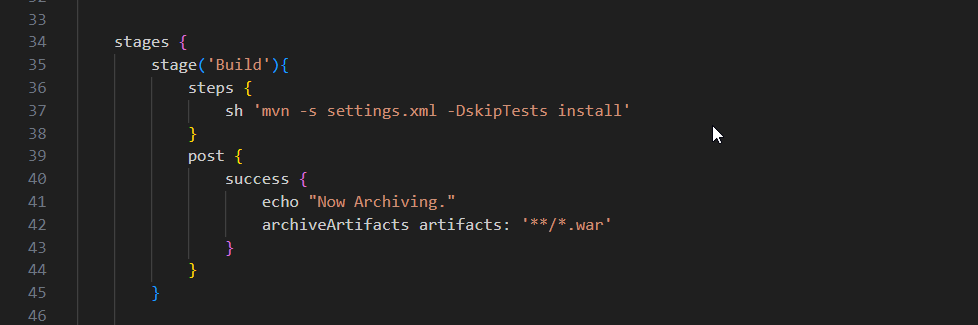 32
33
34 stages {
35 stage('Build'){
36 steps {
37 sh 'mvn -s settings.xml -DskipTests install'
38 }
39 post {
40 success {
41 echo "Now Archiving."
42 archiveArtifacts artifacts: '**/*.war'
43 }
44 }
45 }
46